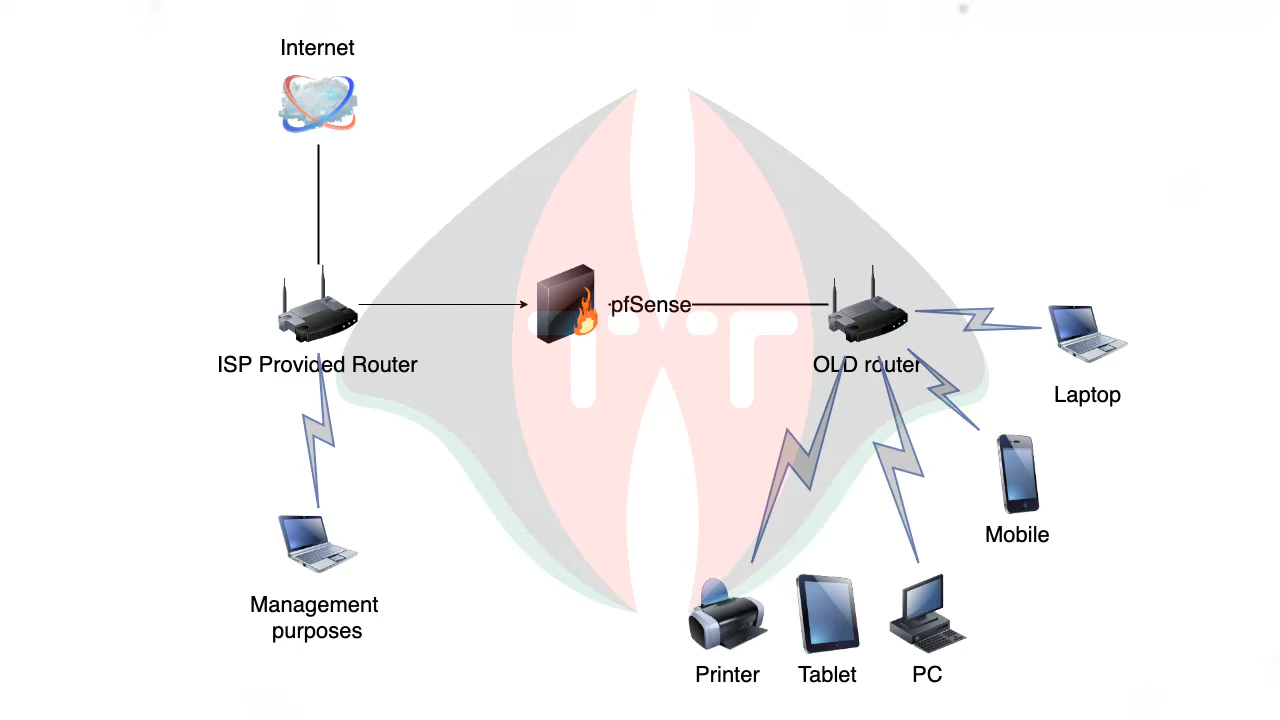 Internet
pfSense
ISP Provided Router
OLD router
Laptop
Mobile
Management
purposes
Printer
Tablet
PC